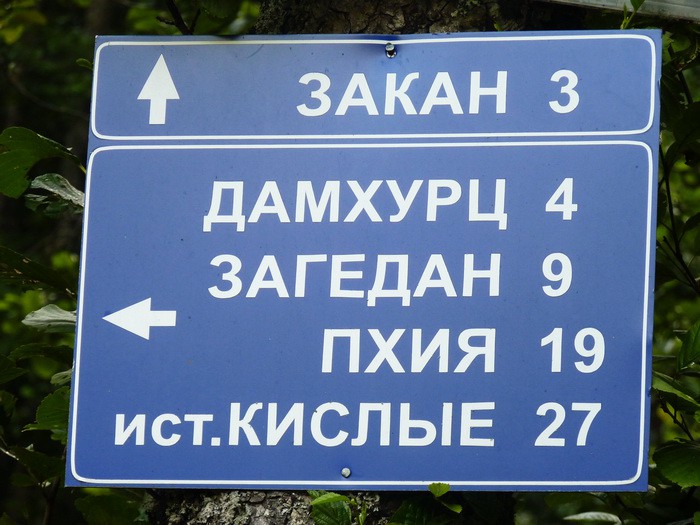 ЗАКАН 3
ДАМХУРЦ 4
ЗАГЕДАН 9
ПХИЯ 19
ист.КИСЛЫЕ 27